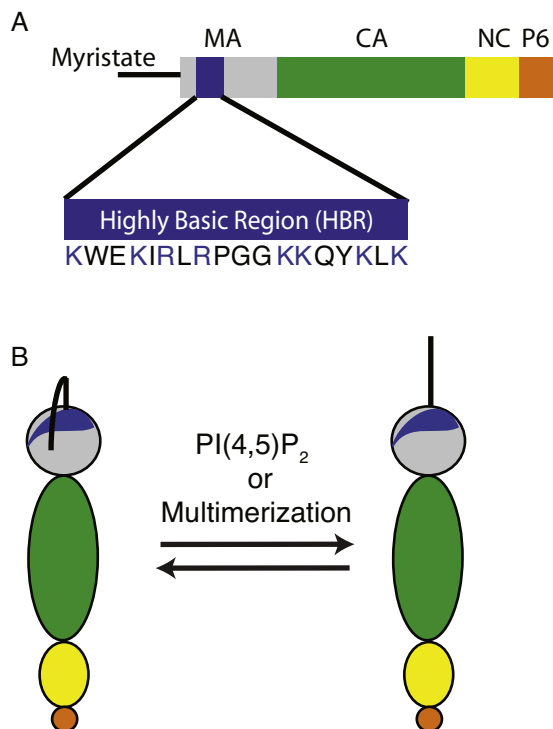 A
Myristate MA CA NC P6
Highly Basic Region (HBR)
KWEKIRLRPGGKKQYKLK
B
PI(4,5)P₂
or
Multimerization